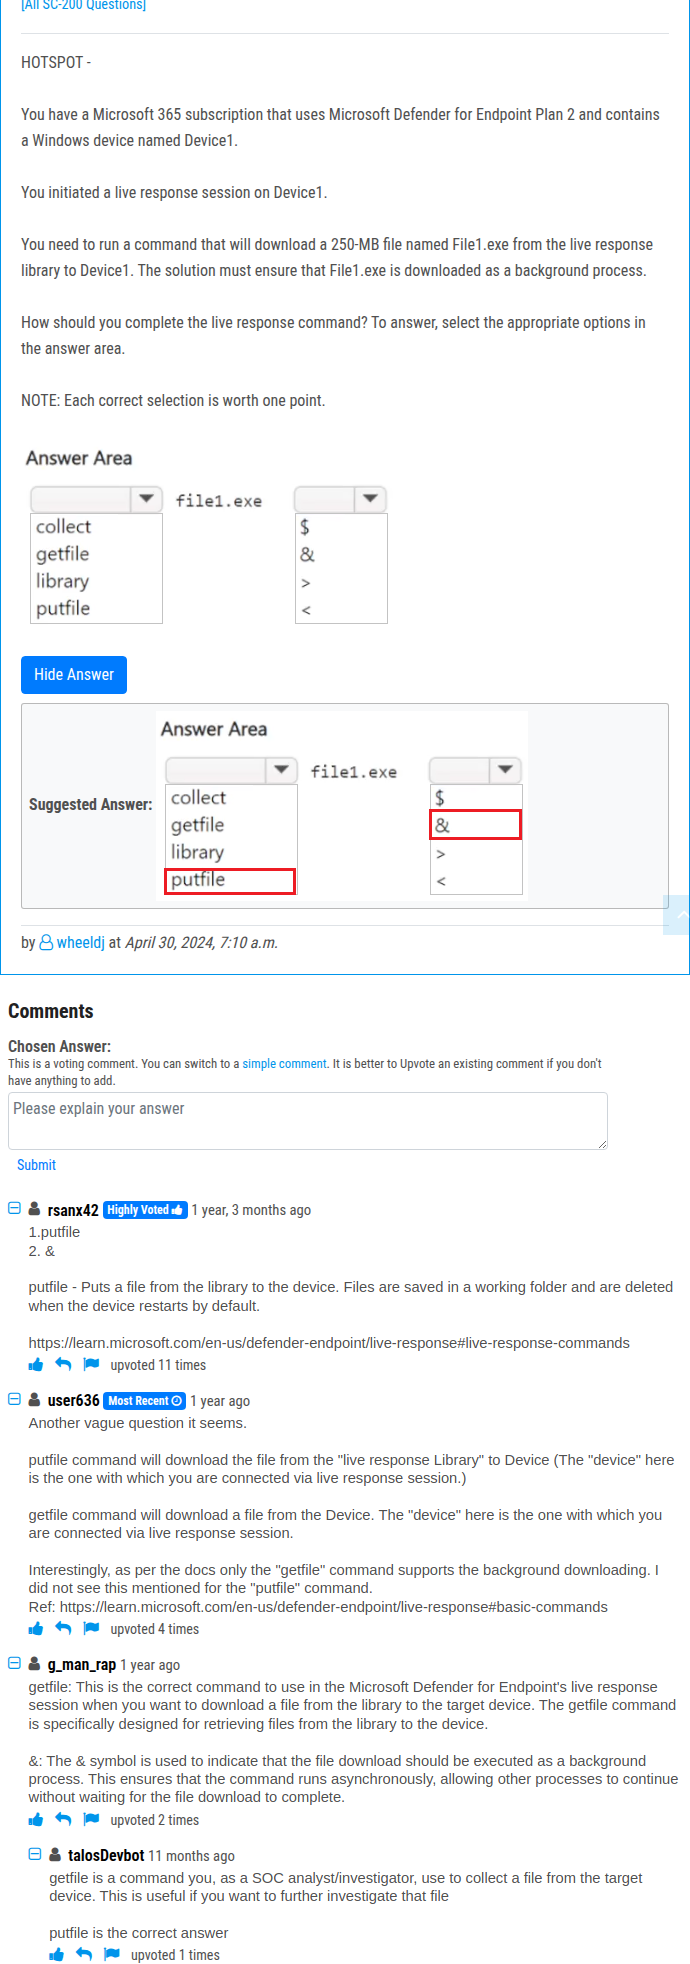 [All SC-200 Questions]
HOTSPOT -
You have a Microsoft 365 subscription that uses Microsoft Defender for Endpoint Plan 2 and contains
a Windows device named Device1.
You initiated a live response session on Device1.
You need to run a command that will download a 250-MB file named File1.exe from the live response
library to Device1. The solution must ensure that File1.exe is downloaded as a background process.
How should you complete the live response command? To answer, select the appropriate options in
the answer area.
NOTE: Each correct selection is worth one point.
Answer Area
file1.exe
collect $
getfile &
library >
putfile <
Hide Answer
Answer Area
file1.exe
collect $
Suggested Answer:
getfile &
library >
putfile <
by wheeldj at April 30, 2024, 7:10 a.m.
Comments
Chosen Answer:
This is a voting comment. You can switch to a simple comment. It is better to Upvote an existing comment if you don't
have anything to add.
Please explain your answer
Submit
rsanx42 Highly Voted 1 year, 3 months ago
1.putfile
2. &
putfile - Puts a file from the library to the device. Files are saved in a working folder and are deleted
when the device restarts by default.
https://learn.microsoft.com/en-us/defender-endpoint/live-response#live-response-commands
upvoted 11 times
user636 Most Recent 1 year ago
Another vague question it seems.
putfile command will download the file from the "live response Library" to Device (The "device" here
is the one with which you are connected via live response session.)
getfile command will download a file from the Device. The "device" here is the one with which you
are connected via live response session.
Interestingly, as per the docs only the "getfile" command supports the background downloading. I
did not see this mentioned for the "putfile" command.
Ref: https://learn.microsoft.com/en-us/defender-endpoint/live-response#basic-commands
upvoted 4 times
g_man_rap 1 year ago
getfile: This is the correct command to use in the Microsoft Defender for Endpoint's live response
session when you want to download a file from the library to the target device. The getfile command
is specifically designed for retrieving files from the library to the device.
&: The & symbol is used to indicate that the file download should be executed as a background
process. This ensures that the command runs asynchronously, allowing other processes to continue
without waiting for the file download to complete.
upvoted 2 times
talosDevbot 11 months ago
getfile is a command you, as a SOC analyst/investigator, use to collect a file from the target
device. This is useful if you want to further investigate that file
putfile is the correct answer
upvoted 1 times